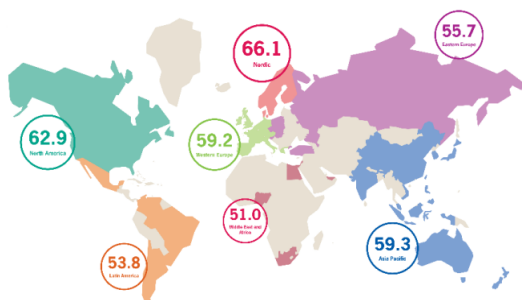 55.7
Eastern Europe
66.1
Nordic
62.9
North America
59.2
Western Europe
51.0
Middle East and
Africa
59.3
Asia Pacific
53.8
Latin America